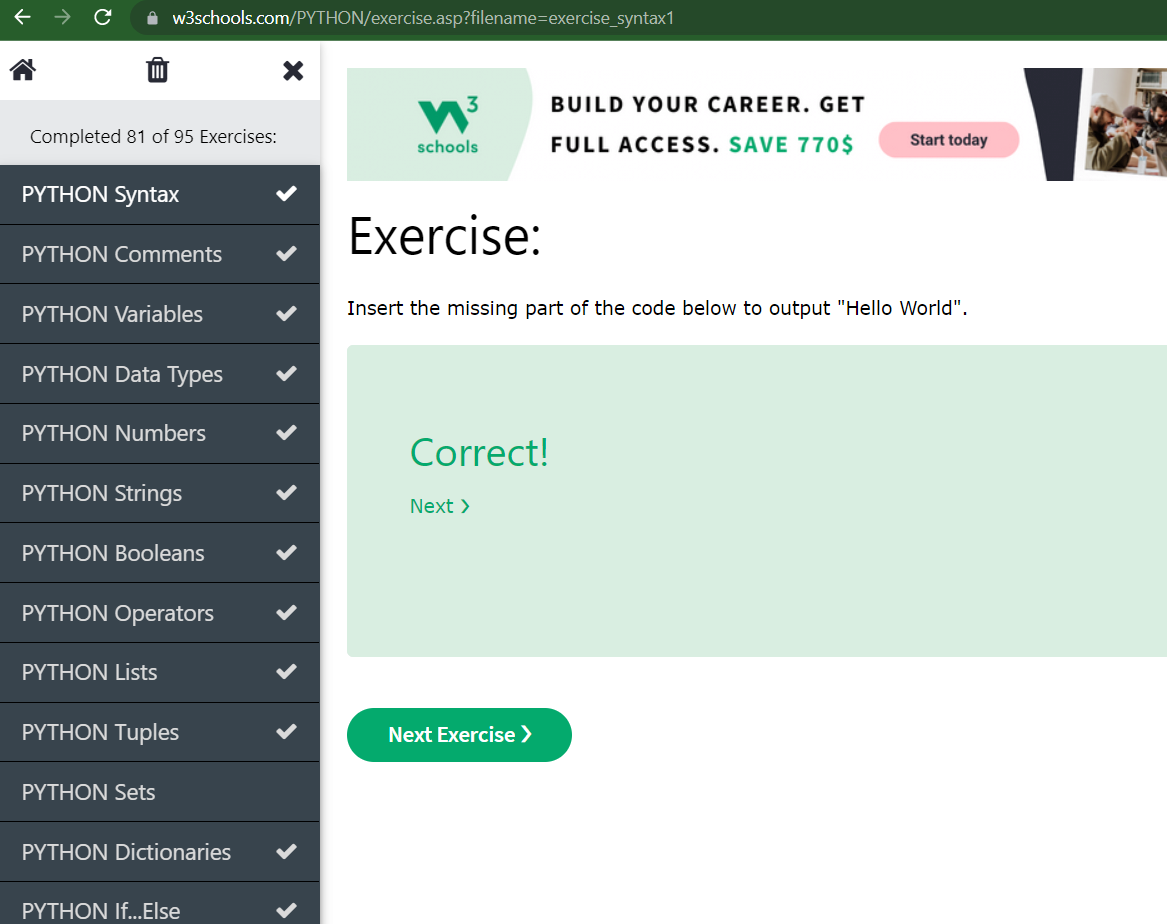 w3schools.com/PYTHON/exercise.asp?filename=exercise_syntax1
Completed 81 of 95 Exercises:
PYTHON Syntax
PYTHON Comments
PYTHON Variables
PYTHON Data Types
PYTHON Numbers
PYTHON Strings
PYTHON Booleans
PYTHON Operators
PYTHON Lists
PYTHON Tuples
PYTHON Sets
PYTHON Dictionaries
PYTHON If...Else
W3
schools
BUILD YOUR CAREER. GET
FULL ACCESS. SAVE 770$
Start today
Exercise:
Insert the missing part of the code below to output "Hello World".
Correct!
Next ❯
Next Exercise ❯